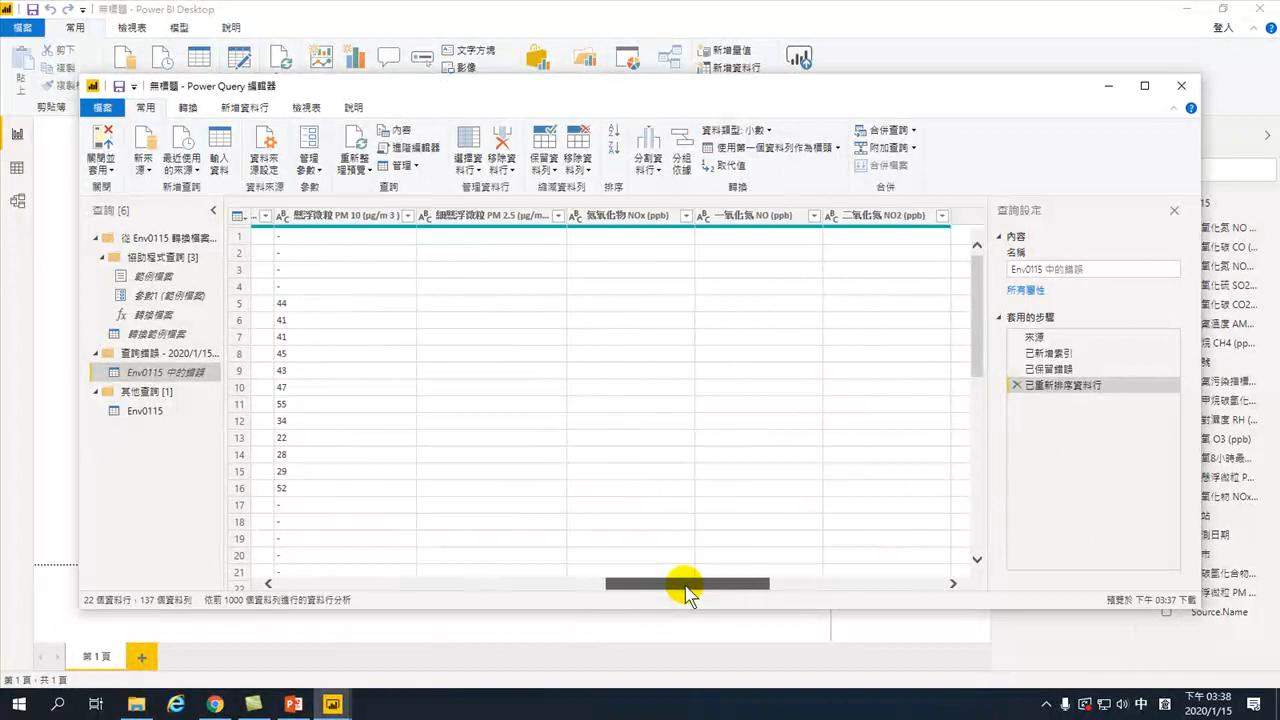 無標題 - Power BI Desktop
檔案 常用 檢視表 模型 說明 登入
剪下 文字方塊 新增量值
貼上 複製 影像 新增資料行
剪貼簿
無標題 - Power Query 編輯器
檔案 常用 轉換 新增資料行 檢視表 說明
關閉並套用 新來源 最近使用的來源 輸入資料 資料來源設定 管理參數 重新整理預覽 內容 進階編輯器 管理 選擇資料行 移除資料行 保留資料列 移除資料列 分割資料行 分組依據 資料類型: 小數 使用第一個資料列作為標頭 取代值 合併查詢 附加查詢 合併檔案
關閉 新增查詢 資料來源 參數 查詢 管理資料行 縮減資料列 排序 轉換 合併
查詢 [6]
從 Env0115 轉換檔案...
協助程式查詢 [3]
範例檔案
參數1 (範例檔案)
轉換檔案
轉換範例檔案
查詢錯誤 - 2020/1/15...
Env0115 中的錯誤
其他查詢 [1]
Env0115
... 懸浮微粒 PM 10 (μg/m 3 ) 細懸浮微粒 PM 2.5 (μg/m... 氮氧化物 NOx (ppb) 一氧化氮 NO (ppb) 二氧化氮 NO2 (ppb)
1 -
2 -
3 -
4 -
5 44
6 41
7 41
8 45
9 43
10 47
11 55
12 34
13 22
14 28
15 29
16 52
17 -
18 -
19 -
20 -
21 -
22
查詢設定
內容
名稱
Env0115 中的錯誤
所有屬性
套用的步驟
來源
已新增索引
已保留錯誤
已重新排序資料行
15
氧化氮 NO ...
氧化碳 CO (...
氧化氮 NO...
氧化硫 SO2...
氧化碳 CO2...
氣溫度 AM...
烷 CH4 (pp...
號
氣污染指標...
甲烷碳氫化...
對濕度 RH (...
氧 O3 (ppb)
氧8小時最...
懸浮微粒 P...
氧化物 NOx...
站
測日期
市
碳氫化合物...
懸浮微粒 PM ...
Source.Name
22 個資料行，137 個資料列 依前 1000 個資料列進行的資料行分析 預覽於 下午 03:37 下載
第 1 頁
第 1 頁，共 1 頁
中
下午 03:38
2020/1/15